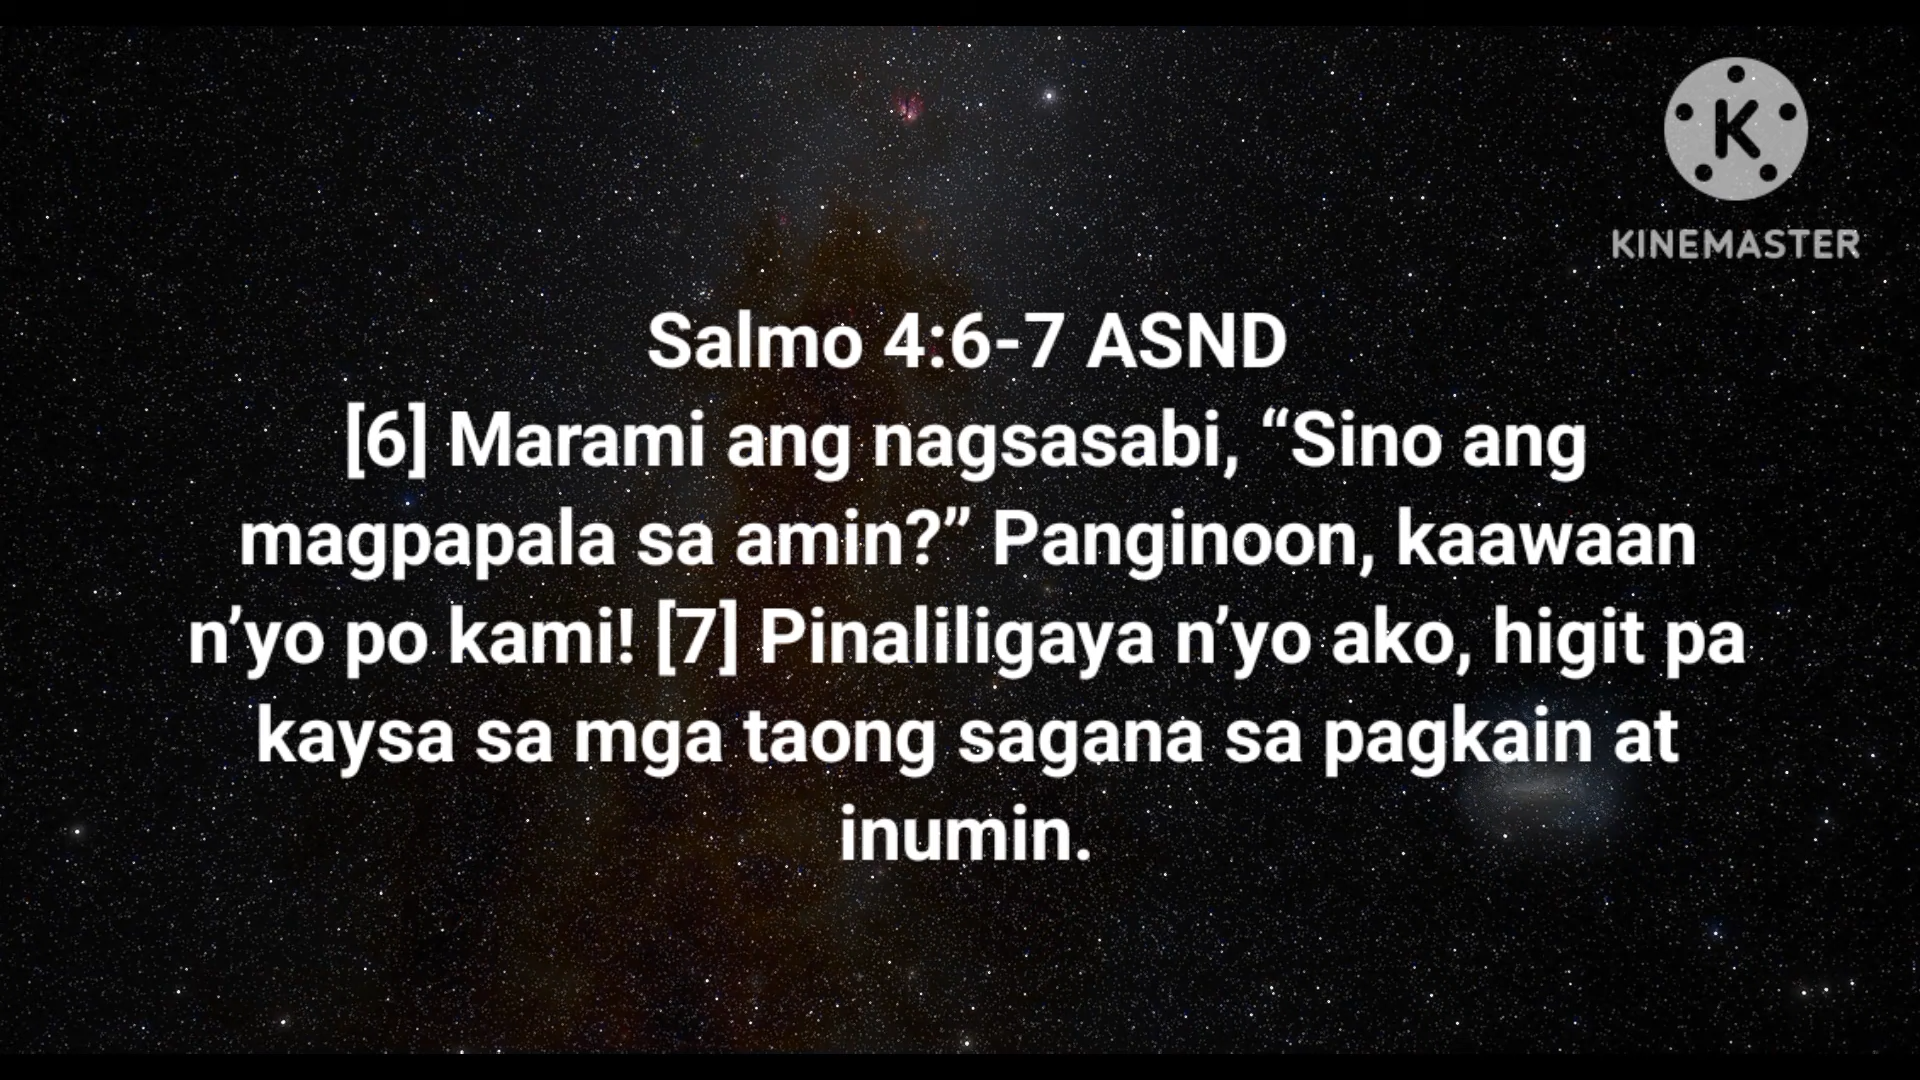 K
KINEMASTER
Salmo 4:6-7 ASND
[6] Marami ang nagsasabi, “Sino ang
magpapala sa amin?” Panginoon, kaawaan
n’yo po kami! [7] Pinaliligaya n’yo ako, higit pa
kaysa sa mga taong sagana sa pagkain at
inumin.